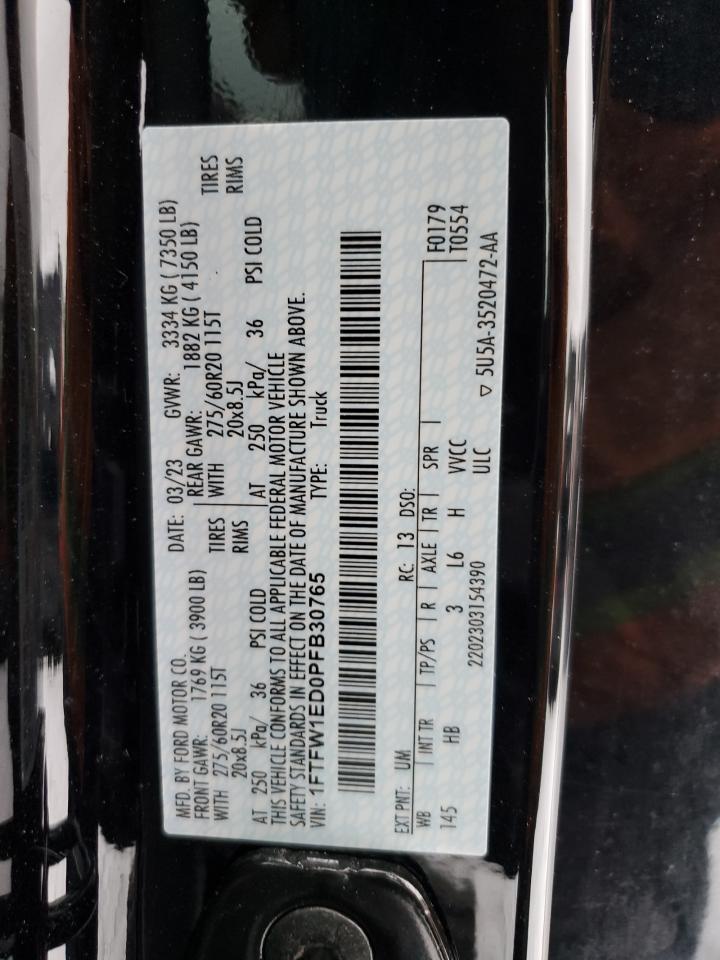 MFD. BY FORD MOTOR CO.
DATE: 03/23 GVWR: 3334 KG ( 7350 LB)
FRONT GAWR: 1769 KG ( 3900 LB) REAR GAWR: 1882 KG ( 4150 LB)
WITH 275/60R20 115T TIRES WITH 275/60R20 115T TIRES
20x8.5J RIMS 20x8.5J RIMS
AT 250 kPa/ 36 PSI COLD AT 250 kPa/ 36 PSI COLD
THIS VEHICLE CONFORMS TO ALL APPLICABLE FEDERAL MOTOR VEHICLE
SAFETY STANDARDS IN EFFECT ON THE DATE OF MANUFACTURE SHOWN ABOVE.
VIN: 1FTFW1ED0PFB30765 TYPE: Truck
EXT PNT: UM RC: 13 DSO: F0179
WB INT TR TP/PS R AXLE TR SPR T0554
145 HB 3 L6 H VVCC
2202303154390 ULC ▽ 5U5A-3520472-AA